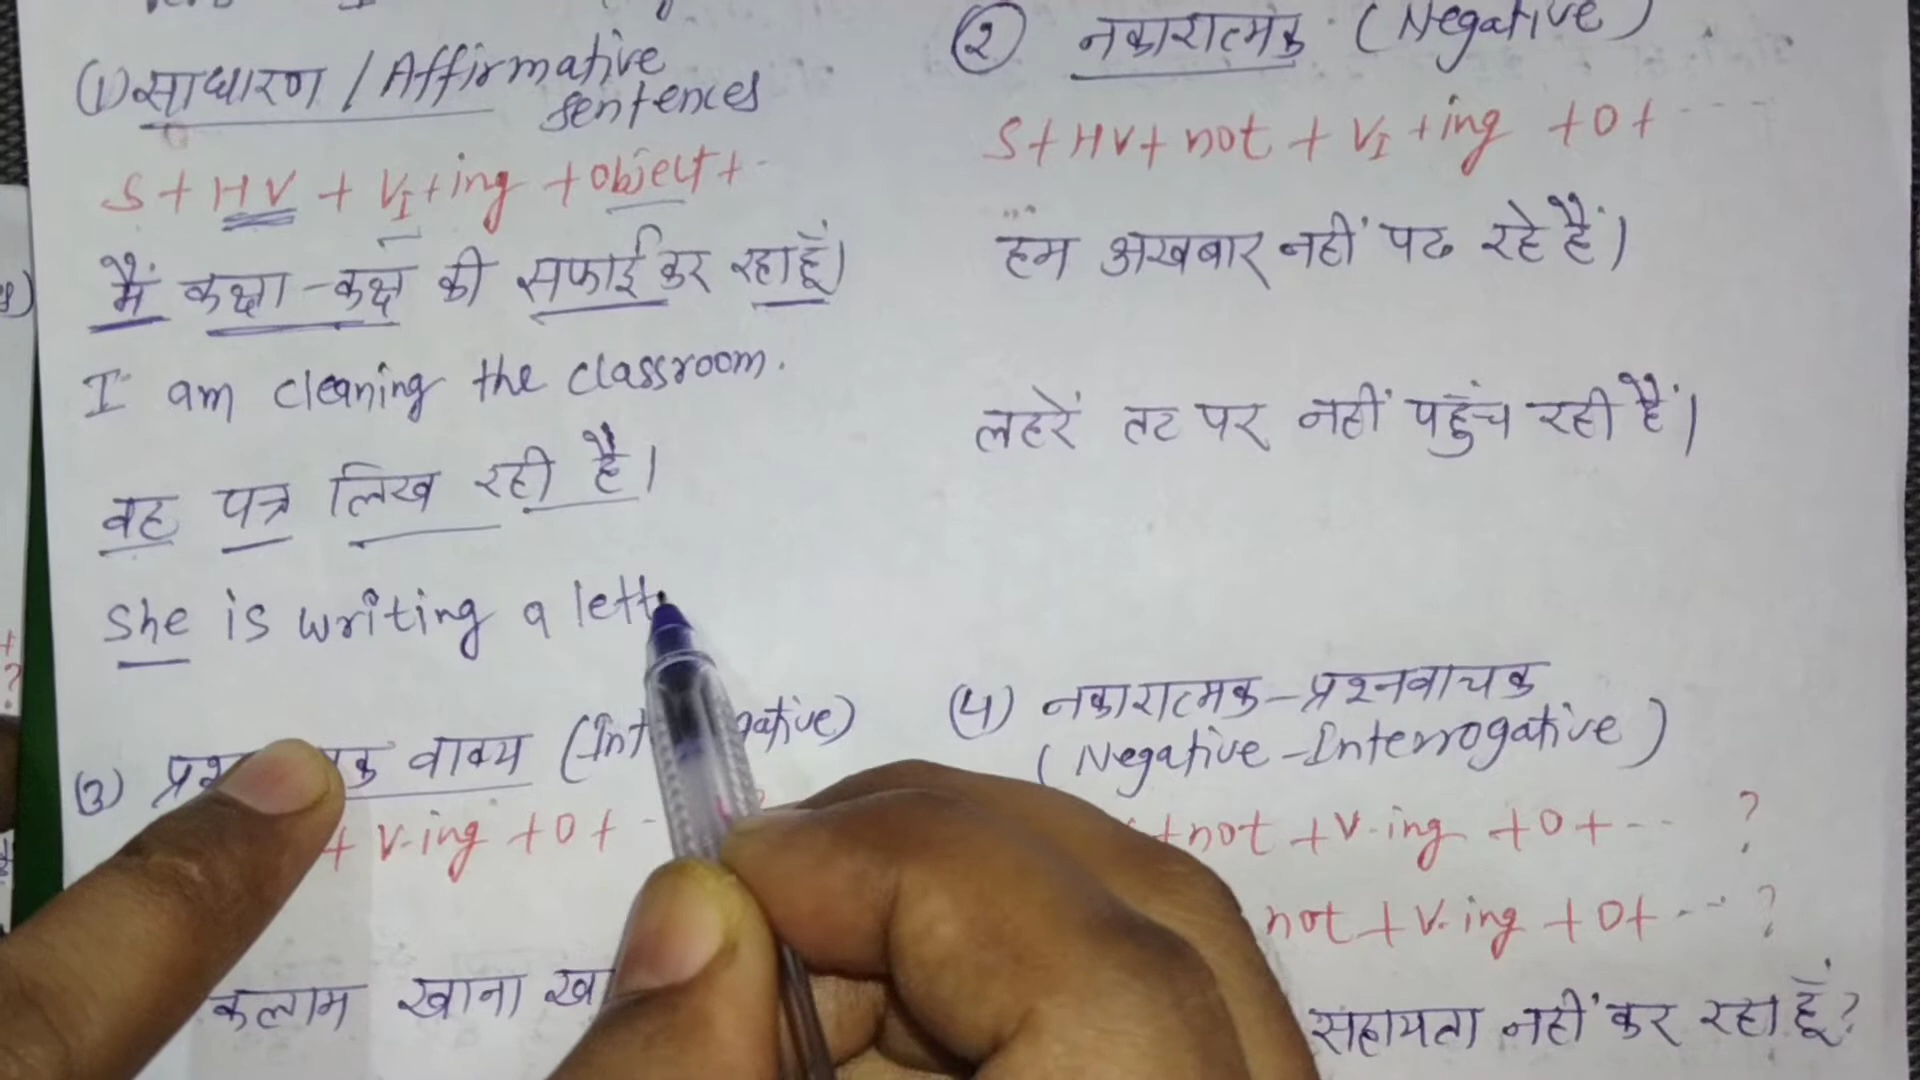 (1) साधारण / Affirmative
sentences
S + HV + V₁+ing + object + -
मैं कक्षा-कक्ष की सफाई कर रहा हूँ।
I am cleaning the classroom.
वह पत्र लिख रही है।
She is writing a lett
(2) नकारात्मक (Negative)
S + HV + not + V₁ + ing + O + ----
हम अखबार नहीं पढ रहे हैं।
लहरें तट पर नहीं पहुँच रही हैं।
(3) वाक्य
+ V-ing + O + -
कलाम खाना
(4) नकारात्मक-प्रश्नवाचक
(Negative-Interrogative)
+ not + V-ing + O + --- ?
not + V-ing + O + --- ?
सहायता नहीं कर रहा हूँ?